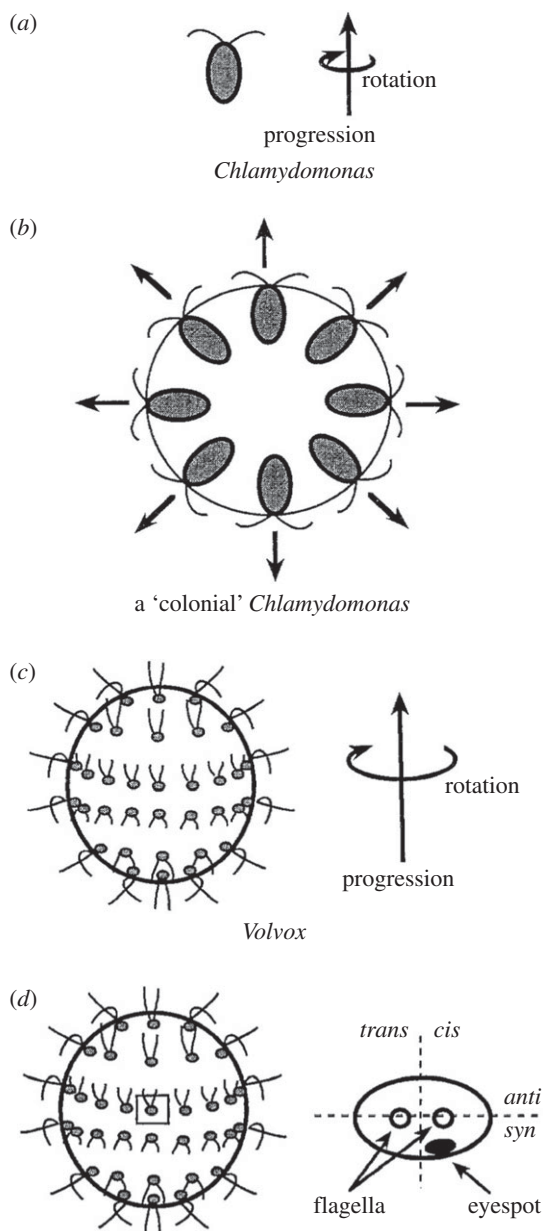 (a)
rotation
progression
Chlamydomonas
(b)
a ‘colonial’ Chlamydomonas
(c)
rotation
progression
Volvox
(d)
trans cis
anti
syn
flagella eyespot